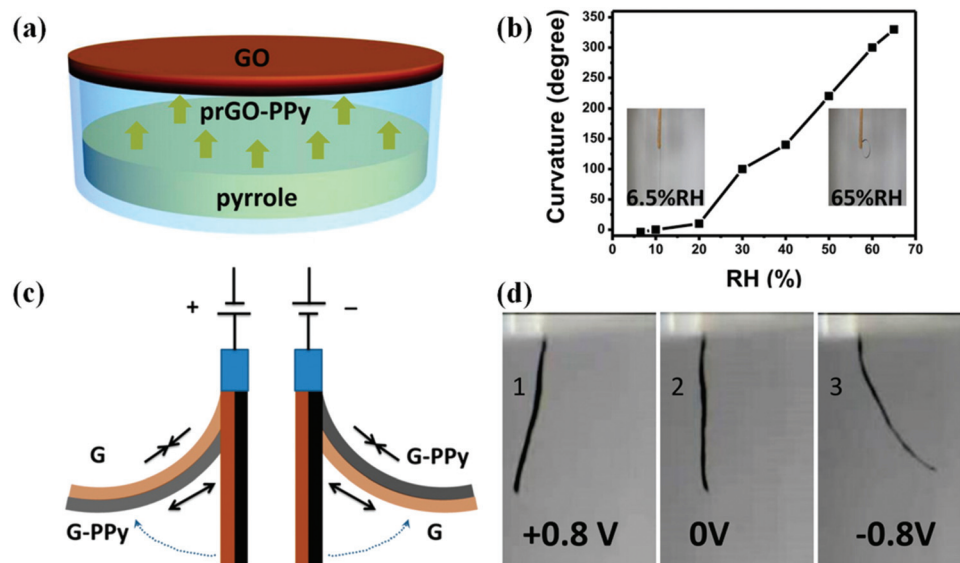 (a)
GO
prGO-PPy
pyrrole
(b)
Curvature (degree)
350
300
250
200
150
100
50
0
6.5%RH
65%RH
0 10 20 30 40 50 60 70
RH (%)
(c)
+
–
G
G-PPy
G-PPy
G
(d)
1
2
3
+0.8 V
0V
-0.8V